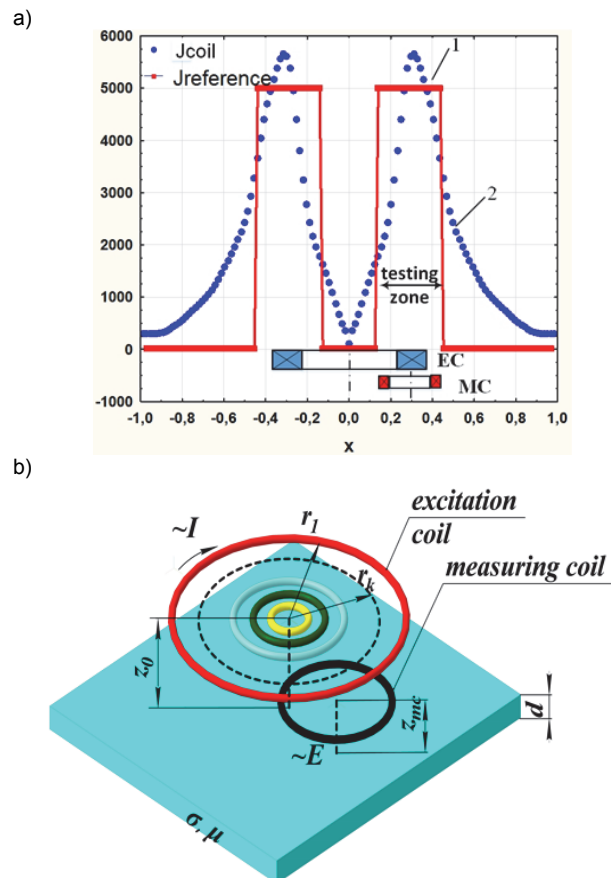 a)
Jcoil
Jreference
1
2
testing
zone
EC
MC
6000
5000
4000
3000
2000
1000
0
-1000
-1,0 -0,8 -0,6 -0,4 -0,2 0,0 0,2 0,4 0,6 0,8 1,0
x
b)
excitation
coil
~I
r1
measuring coil
rk
z0
zmc
d
~E
σ, μ